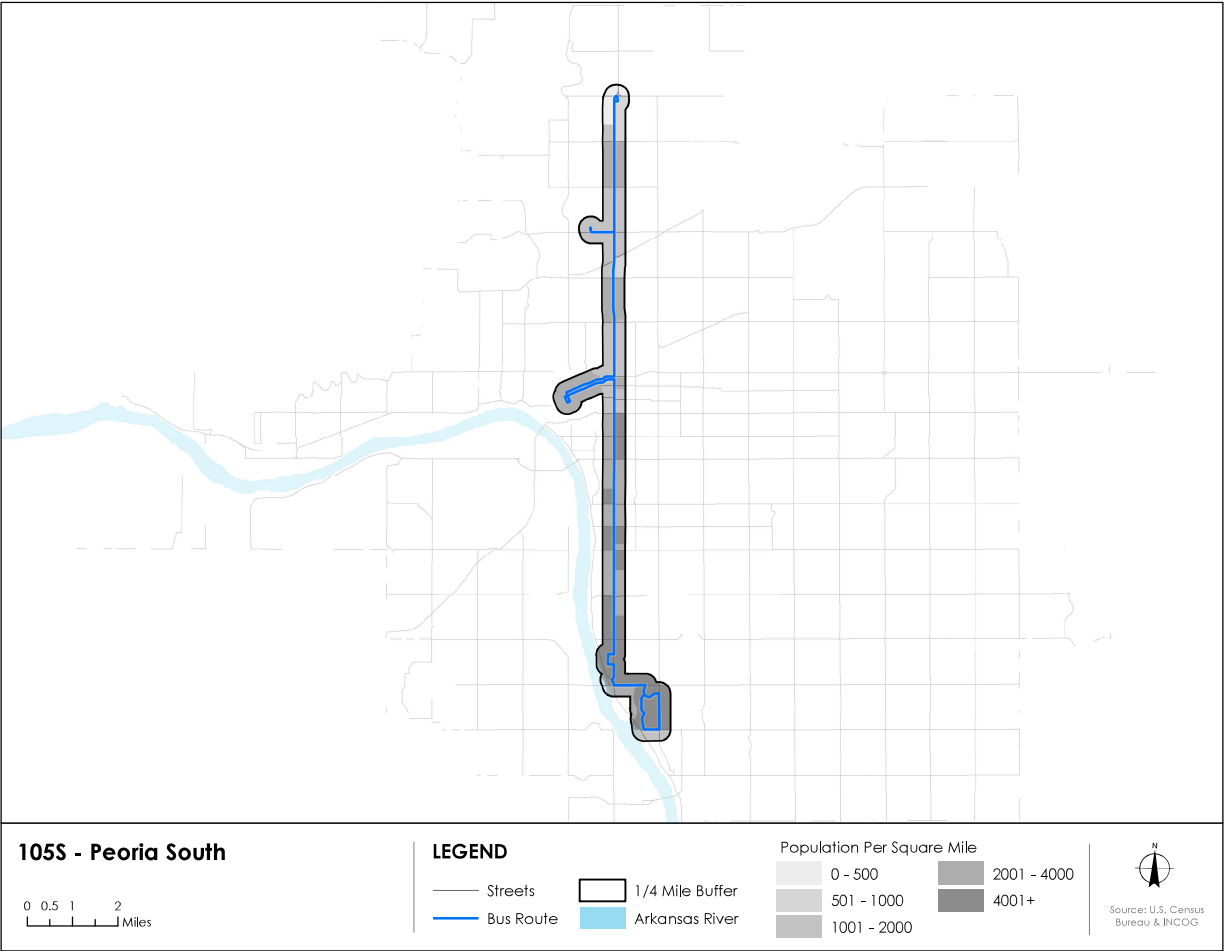 105S - Peoria South
0 0.5 1 2
Miles
LEGEND
Streets
Bus Route
1/4 Mile Buffer
Arkansas River
Population Per Square Mile
0 - 500
501 - 1000
1001 - 2000
2001 - 4000
4001+
N
Source: U.S. Census
Bureau & INCOG